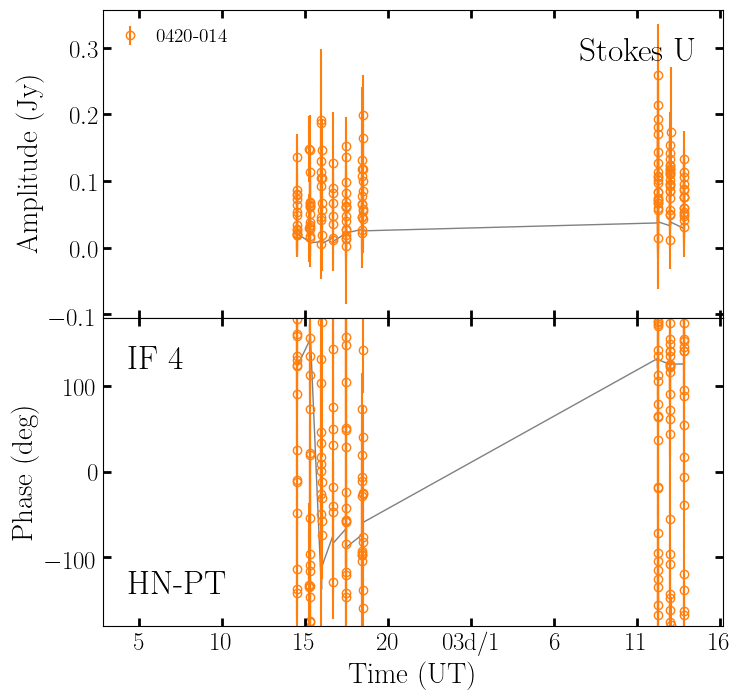 0420-014
Stokes U
0.3
0.2
0.1
0.0
−0.1
Amplitude (Jy)
IF 4
100
0
−100
Phase (deg)
HN-PT
5 10 15 20 03d/1 6 11 16
Time (UT)